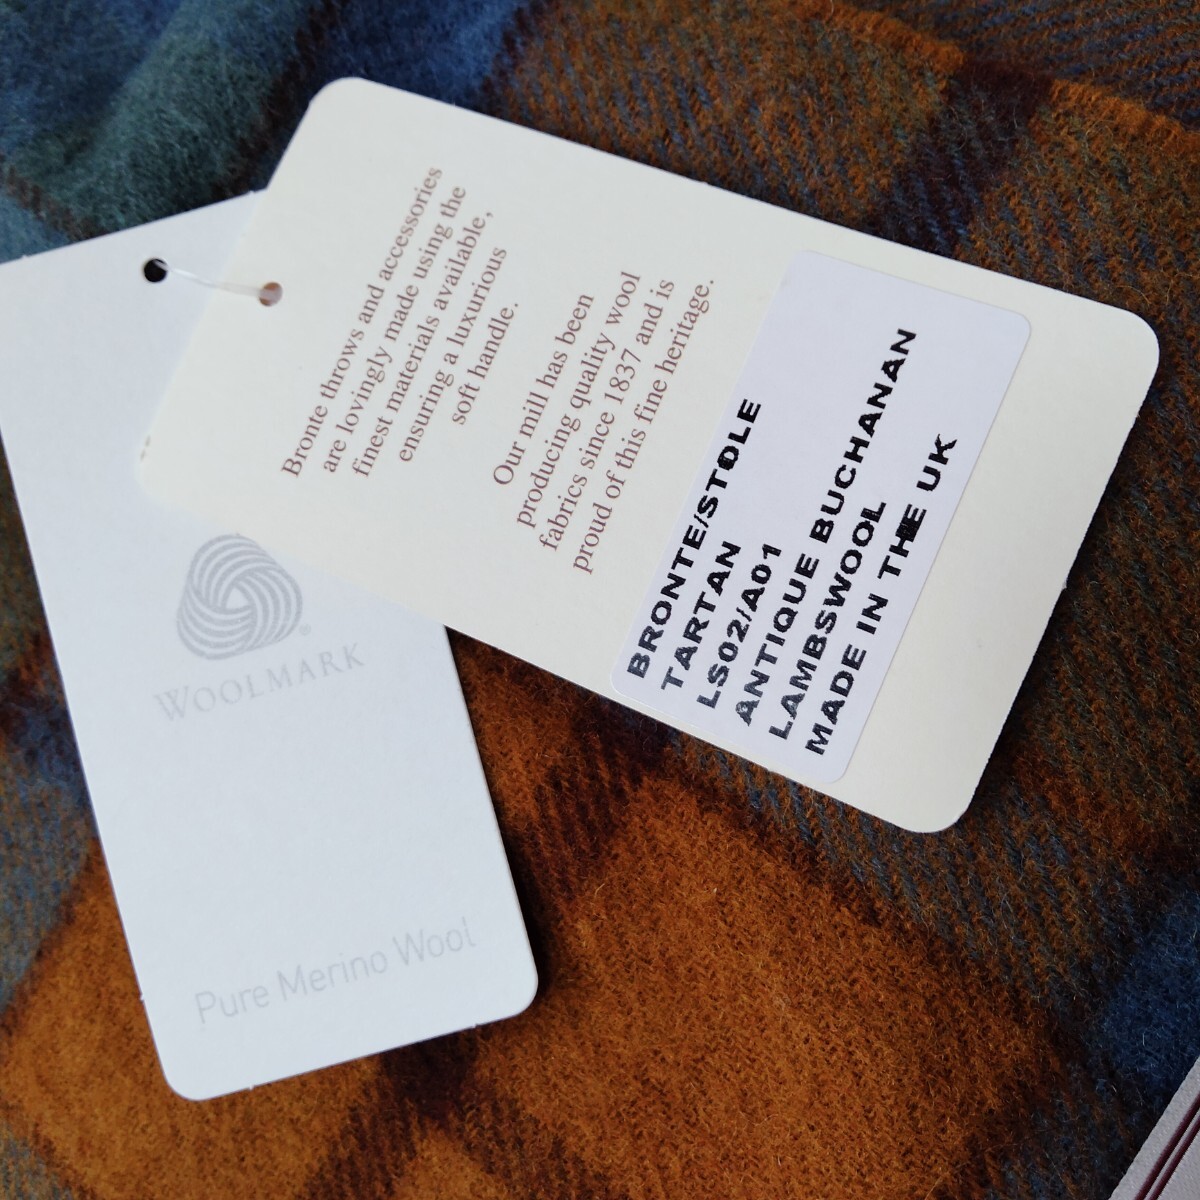 Bronte throws and accessories
are lovingly made using the
finest materials available,
ensuring a luxurious
soft handle.
Our mill has been
producing quality wool
fabrics since 1837 and is
proud of this fine heritage.
BRONTE/STOLE
TARTAN
LS02/A01
ANTIQUE BUCHANAN
LAMBSWOOL
MADE IN THE UK
WOOLMARK
Pure Merino Wool